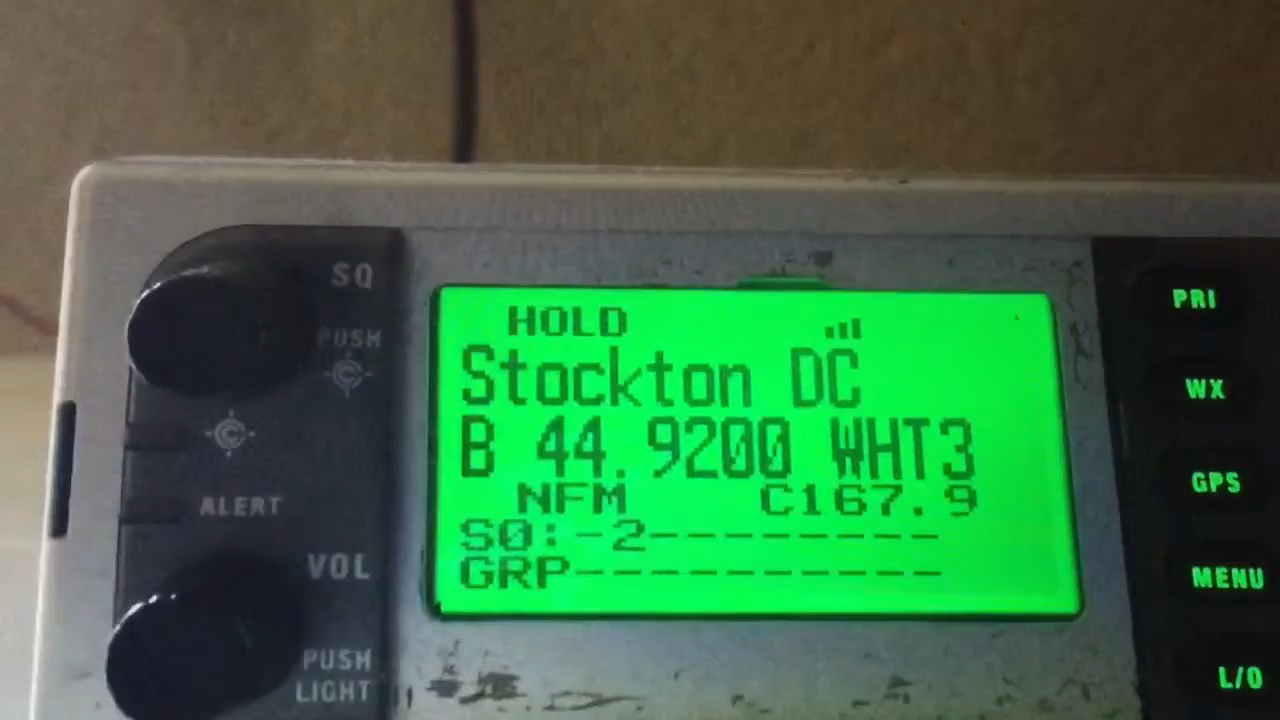 SQ
PUSH
C
C
ALERT
VOL
PUSH
LIGHT
HOLD
Stockton DC
B 44.9200 WHT3
NFM C167.9
S0:-2--------
GRP-----------
PRI
WX
GPS
MENU
L/O